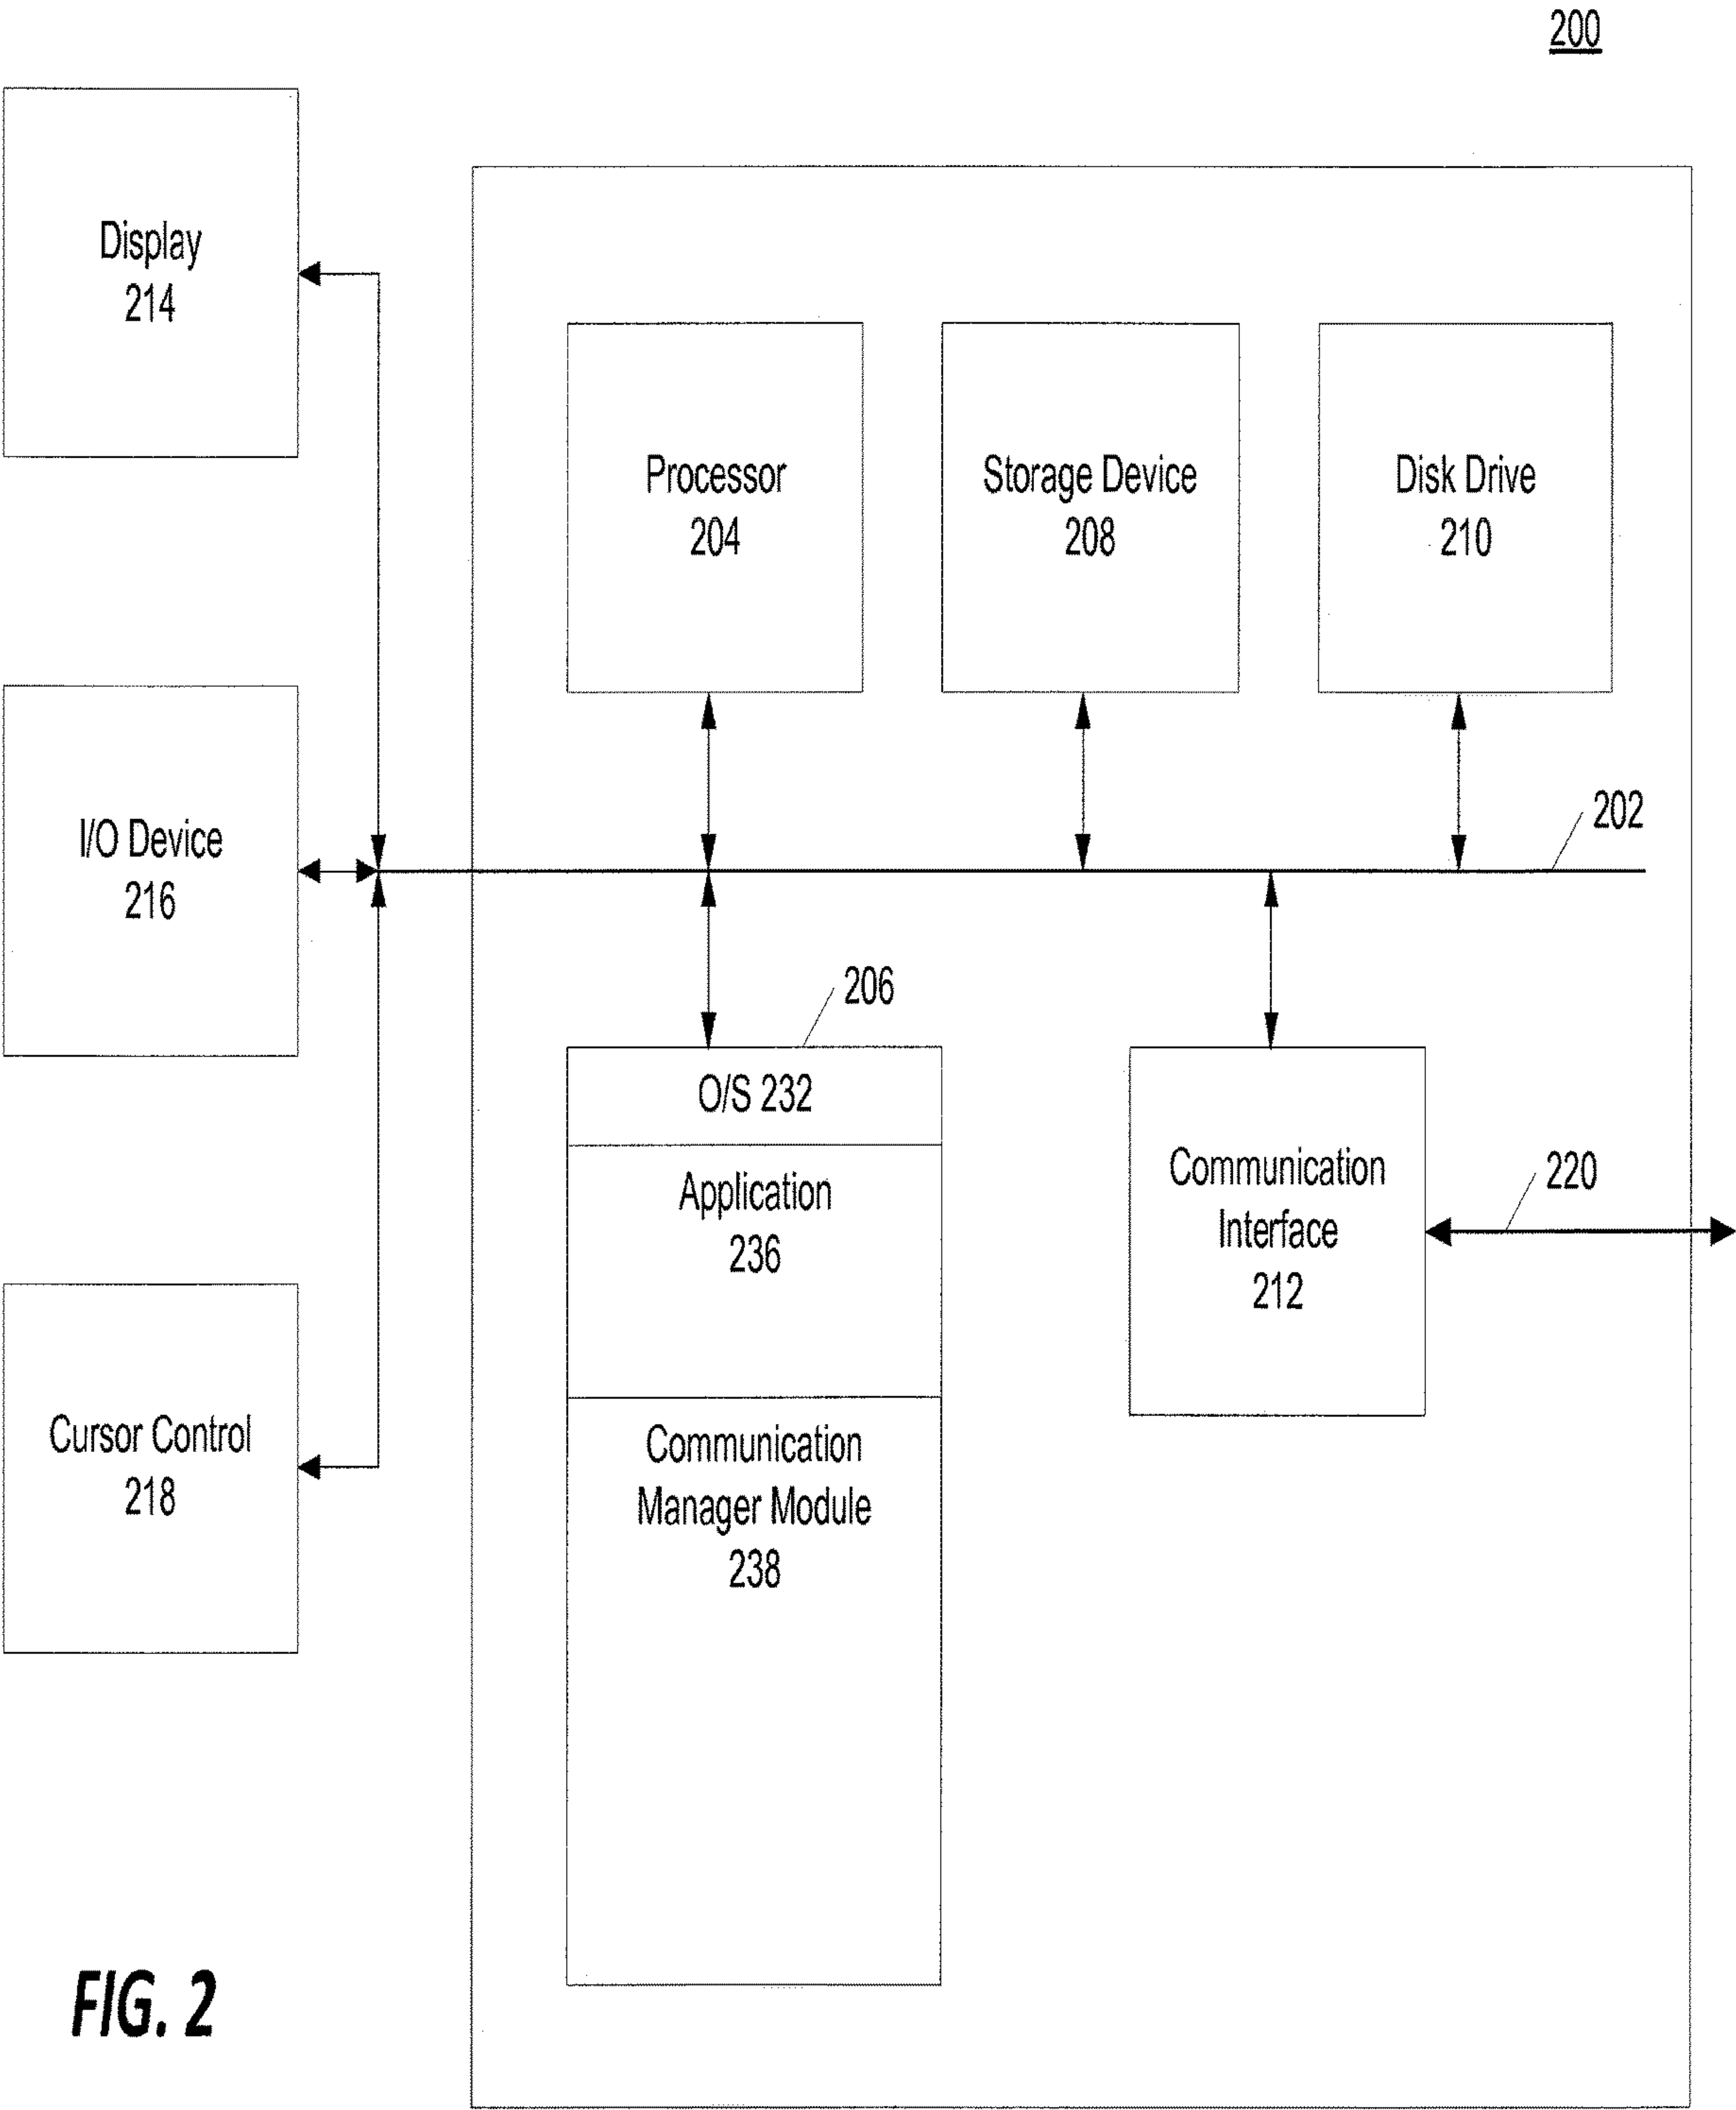 200
Display
214
Processor
204
Storage Device
208
Disk Drive
210
202
I/O Device
216
206
O/S 232
Application
236
Communication
Interface
212
220
Cursor Control
218
Communication
Manager Module
238
FIG. 2